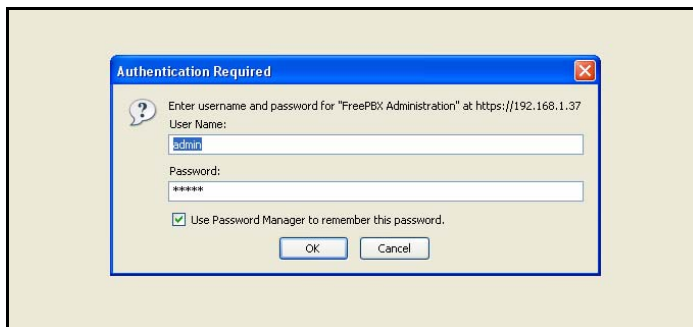 Authentication Required
Enter username and password for "FreePBX Administration" at https://192.168.1.37
User Name:
admin
Password:
*****
Use Password Manager to remember this password.
OK Cancel